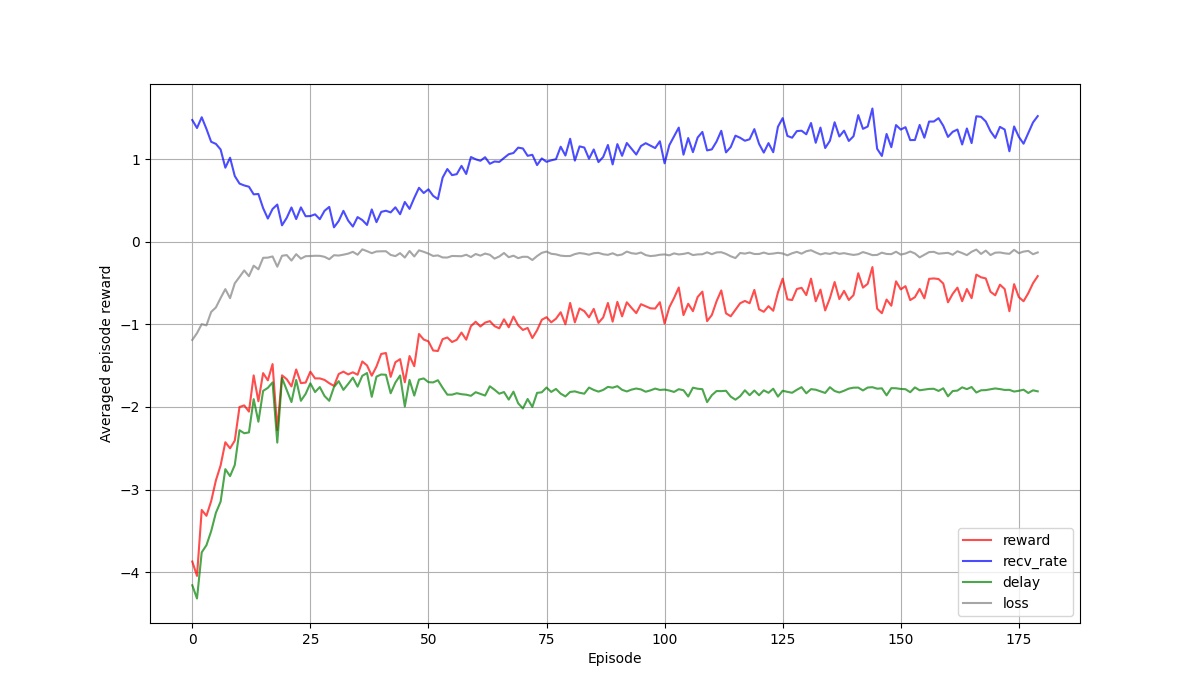 1
0
−1
−2
−3
−4
Averaged episode reward
0 25 50 75 100 125 150 175
Episode
reward
recv_rate
delay
loss